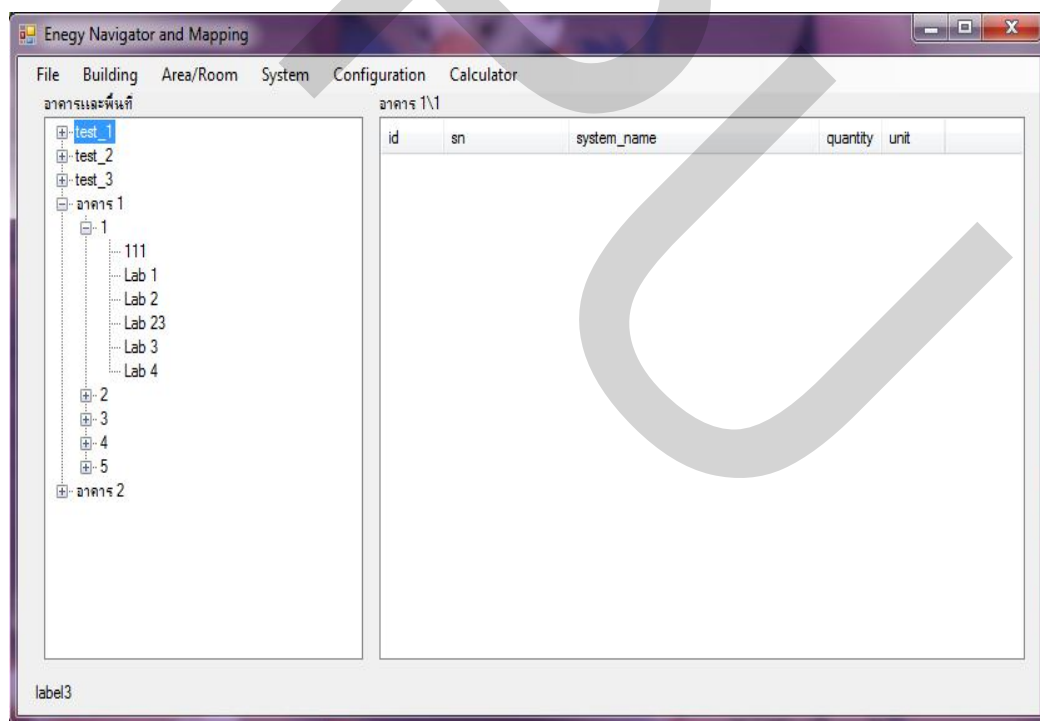 Enegy Navigator and Mapping
File Building Area/Room System Configuration Calculator
อาคารและพื้นที่
test_1
test_2
test_3
อาคาร 1
1
111
Lab 1
Lab 2
Lab 23
Lab 3
Lab 4
2
3
4
5
อาคาร 2
อาคาร 1\1
id sn system_name quantity unit
label3